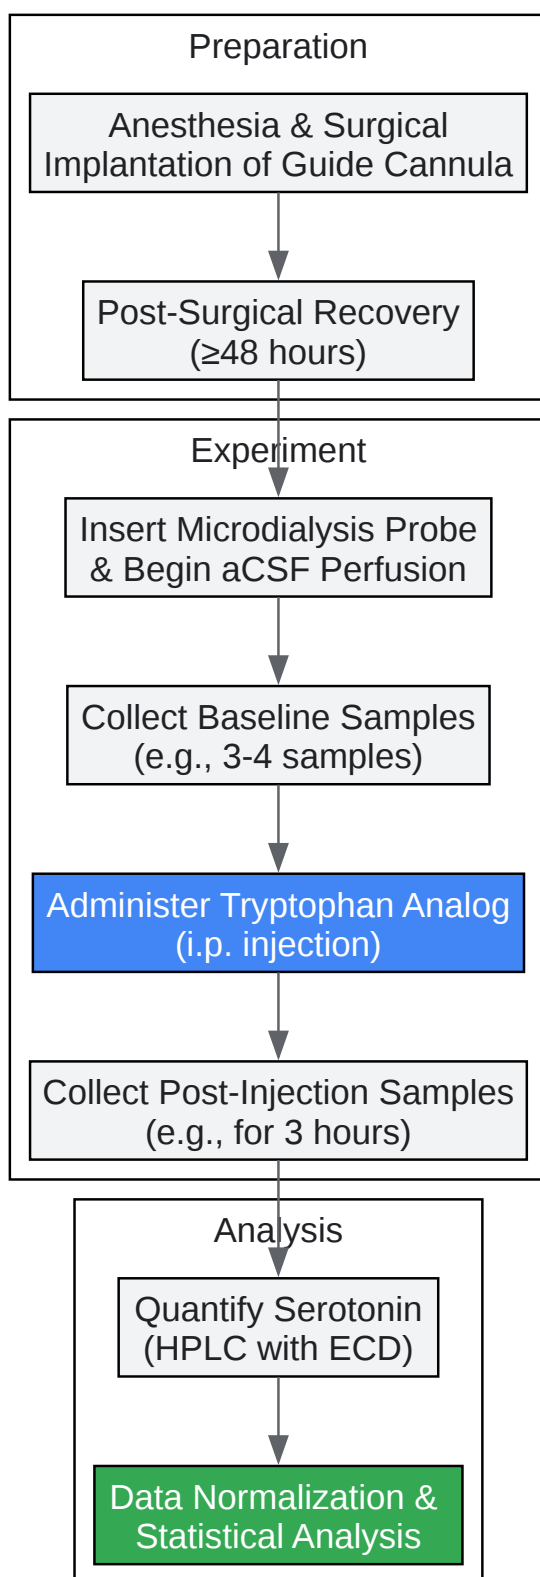 Preparation
Anesthesia & Surgical
Implantation of Guide Cannula
Post-Surgical Recovery
(≥48 hours)
Experiment
Insert Microdialysis Probe
& Begin aCSF Perfusion
Collect Baseline Samples
(e.g., 3-4 samples)
Administer Tryptophan Analog
(i.p. injection)
Collect Post-Injection Samples
(e.g., for 3 hours)
Analysis
Quantify Serotonin
(HPLC with ECD)
Data Normalization &
Statistical Analysis